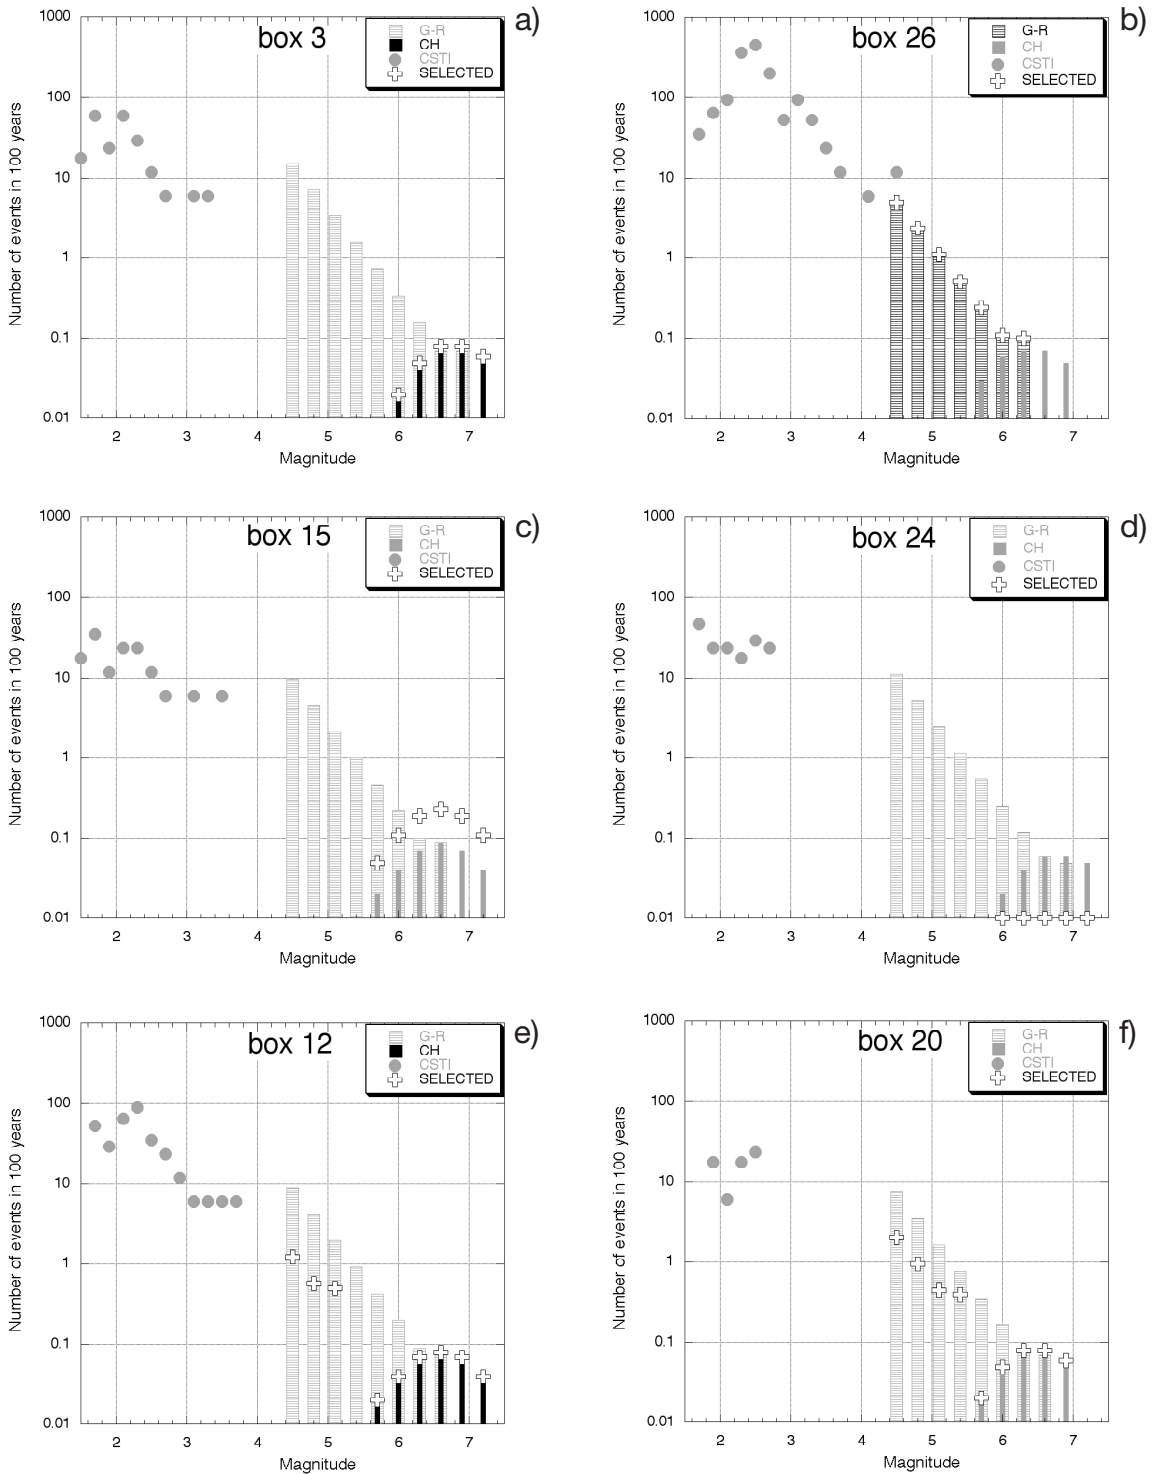 box 3
a)
G-R
CH
CSTI
SELECTED
Number of events in 100 years
1000
100
10
1
0.1
0.01
2 3 4 5 6 7
Magnitude
box 26
b)
G-R
CH
CSTI
SELECTED
Number of events in 100 years
1000
100
10
1
0.1
0.01
2 3 4 5 6 7
Magnitude
box 15
c)
G-R
CH
CSTI
SELECTED
Number of events in 100 years
1000
100
10
1
0.1
0.01
2 3 4 5 6 7
Magnitude
box 24
d)
G-R
CH
CSTI
SELECTED
Number of events in 100 years
1000
100
10
1
0.1
0.01
2 3 4 5 6 7
Magnitude
box 12
e)
G-R
CH
CSTI
SELECTED
Number of events in 100 years
1000
100
10
1
0.1
0.01
2 3 4 5 6 7
Magnitude
box 20
f)
G-R
CH
CSTI
SELECTED
Number of events in 100 years
1000
100
10
1
0.1
0.01
2 3 4 5 6 7
Magnitude